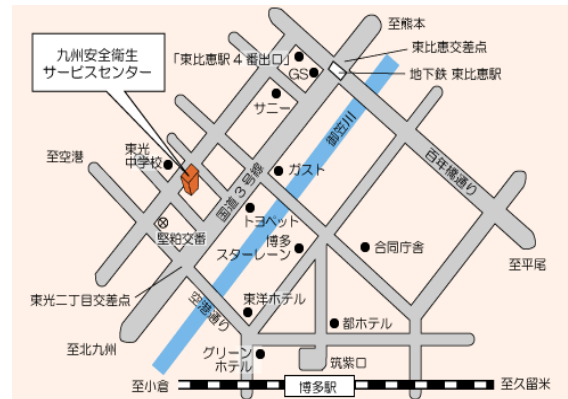 至熊本
九州安全衛生
サービスセンター
「東比恵駅4番出口」
東比恵交差点
GS
地下鉄 東比恵駅
サニー
御笠川
東光
中学校
至空港
国道3号線
ガスト
百年橋通り
トヨペット
堅粕交番
博多
スターレーン
合同庁舎
至平尾
東光二丁目交差点
空港通り
東洋ホテル
都ホテル
至北九州
グリーン
ホテル
筑紫口
至小倉
博多駅
至久留米